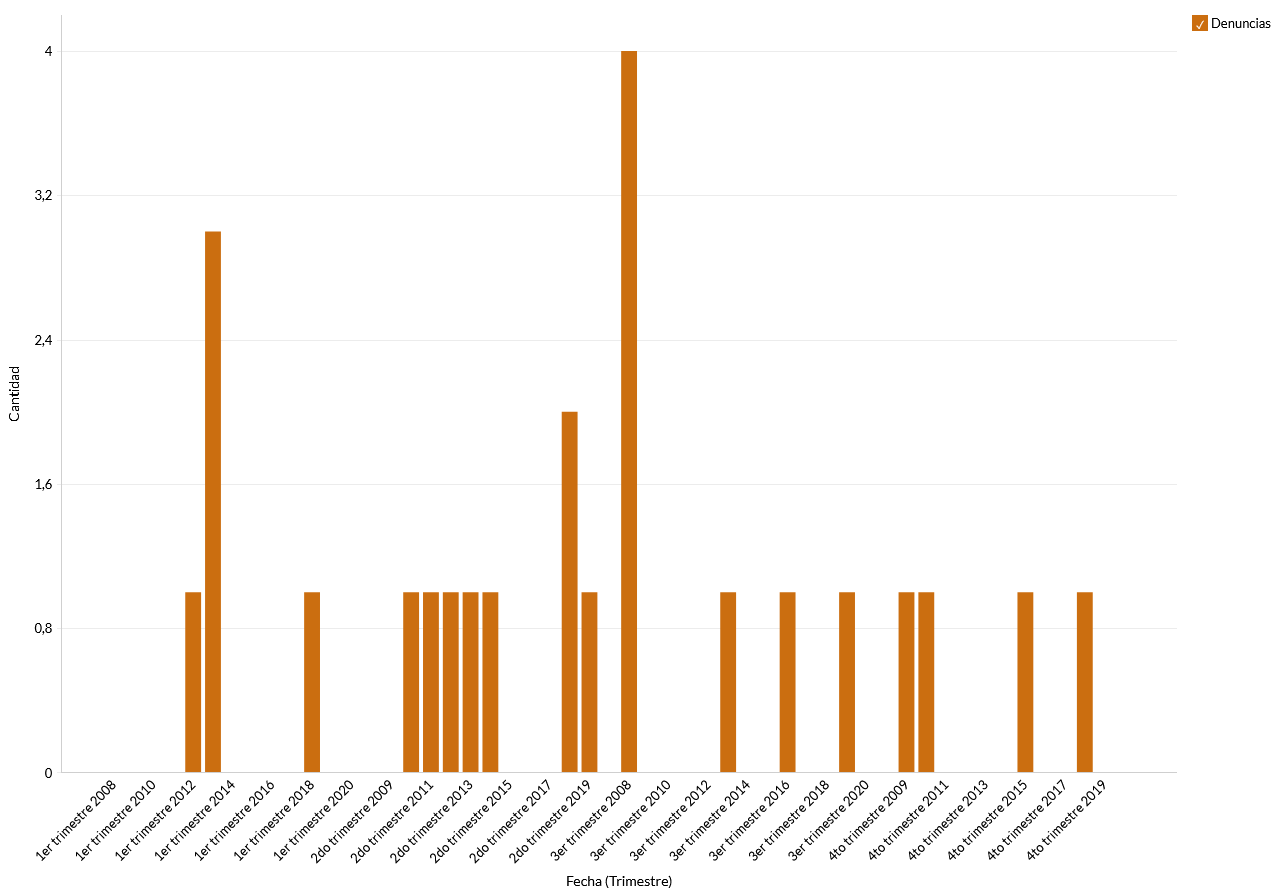 Denuncias
4
3,2
2,4
1,6
0,8
0
Cantidad
1er trimestre 2008
1er trimestre 2010
1er trimestre 2012
1er trimestre 2014
1er trimestre 2016
1er trimestre 2018
1er trimestre 2020
2do trimestre 2009
2do trimestre 2011
2do trimestre 2013
2do trimestre 2015
2do trimestre 2017
2do trimestre 2019
3er trimestre 2008
3er trimestre 2010
3er trimestre 2012
3er trimestre 2014
3er trimestre 2016
3er trimestre 2018
3er trimestre 2020
4to trimestre 2009
4to trimestre 2011
4to trimestre 2013
4to trimestre 2015
4to trimestre 2017
4to trimestre 2019
Fecha (Trimestre)